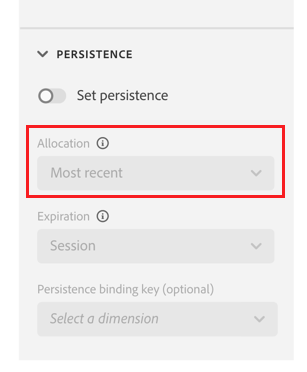 PERSISTENCE
Set persistence
Allocation
Most recent
Expiration
Session
Persistence binding key (optional)
Select a dimension